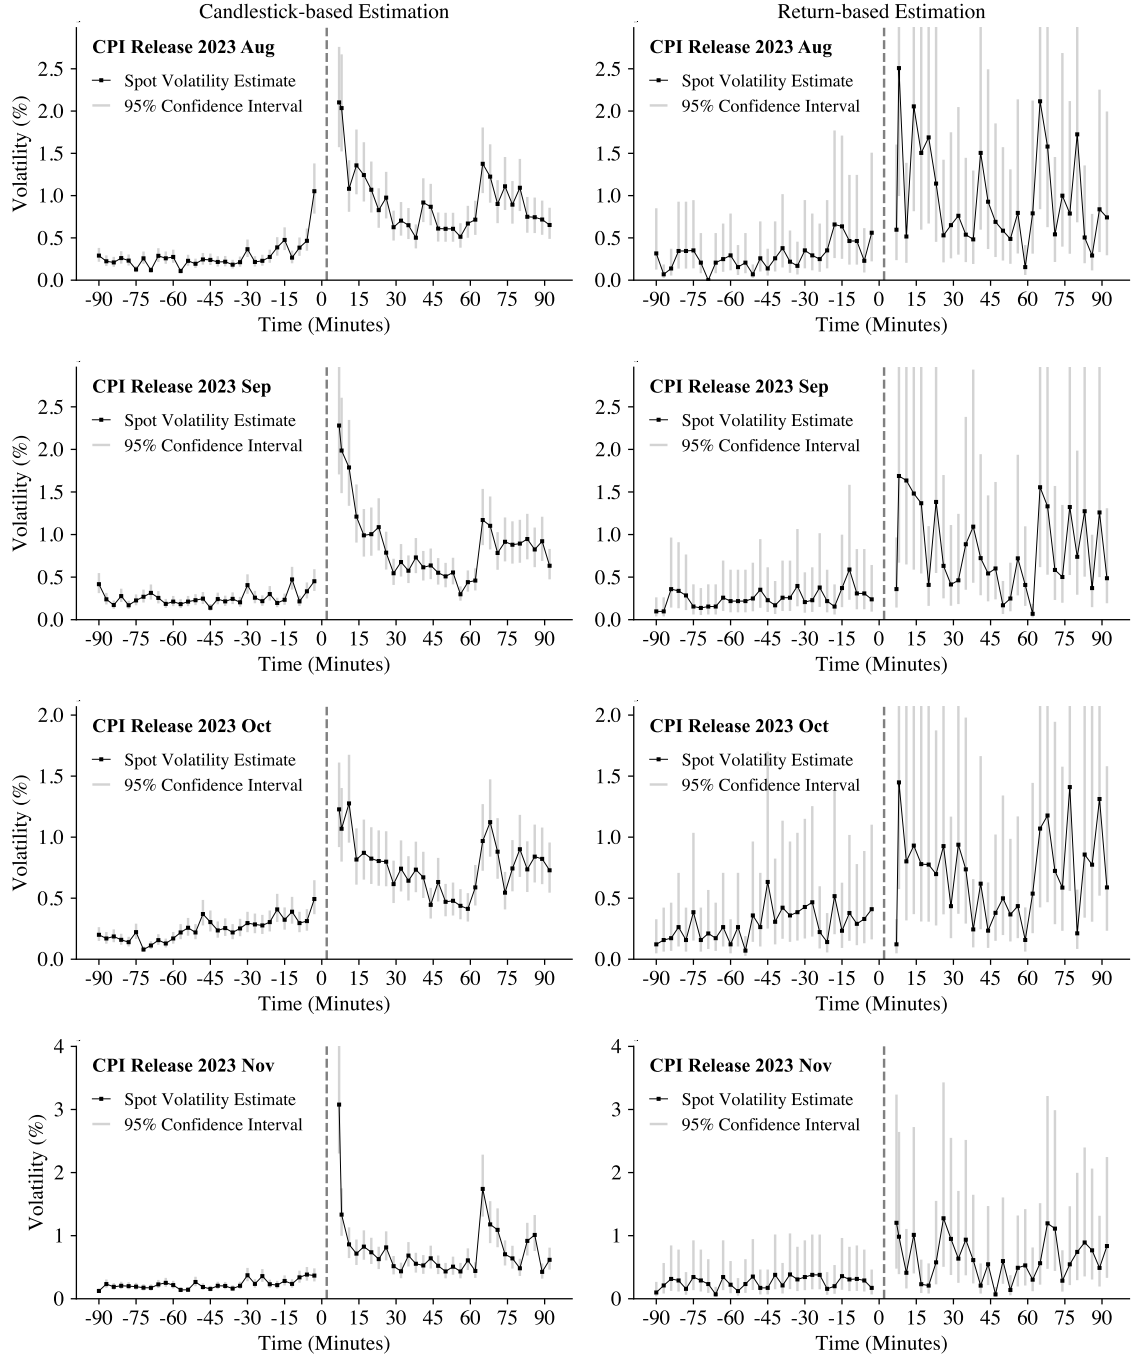 Candlestick-based Estimation
Return-based Estimation
CPI Release 2023 Aug
Spot Volatility Estimate
95% Confidence Interval
Volatility (%)
2.5
2.0
1.5
1.0
0.5
0.0
-90 -75 -60 -45 -30 -15 0 15 30 45 60 75 90
Time (Minutes)
CPI Release 2023 Aug
Spot Volatility Estimate
95% Confidence Interval
2.5
2.0
1.5
1.0
0.5
0.0
-90 -75 -60 -45 -30 -15 0 15 30 45 60 75 90
Time (Minutes)
CPI Release 2023 Sep
Spot Volatility Estimate
95% Confidence Interval
Volatility (%)
2.5
2.0
1.5
1.0
0.5
0.0
-90 -75 -60 -45 -30 -15 0 15 30 45 60 75 90
Time (Minutes)
CPI Release 2023 Sep
Spot Volatility Estimate
95% Confidence Interval
2.5
2.0
1.5
1.0
0.5
0.0
-90 -75 -60 -45 -30 -15 0 15 30 45 60 75 90
Time (Minutes)
CPI Release 2023 Oct
Spot Volatility Estimate
95% Confidence Interval
Volatility (%)
2.0
1.5
1.0
0.5
0.0
-90 -75 -60 -45 -30 -15 0 15 30 45 60 75 90
Time (Minutes)
CPI Release 2023 Oct
Spot Volatility Estimate
95% Confidence Interval
2.0
1.5
1.0
0.5
0.0
-90 -75 -60 -45 -30 -15 0 15 30 45 60 75 90
Time (Minutes)
CPI Release 2023 Nov
Spot Volatility Estimate
95% Confidence Interval
Volatility (%)
4
3
2
1
0
-90 -75 -60 -45 -30 -15 0 15 30 45 60 75 90
Time (Minutes)
CPI Release 2023 Nov
Spot Volatility Estimate
95% Confidence Interval
4
3
2
1
0
-90 -75 -60 -45 -30 -15 0 15 30 45 60 75 90
Time (Minutes)